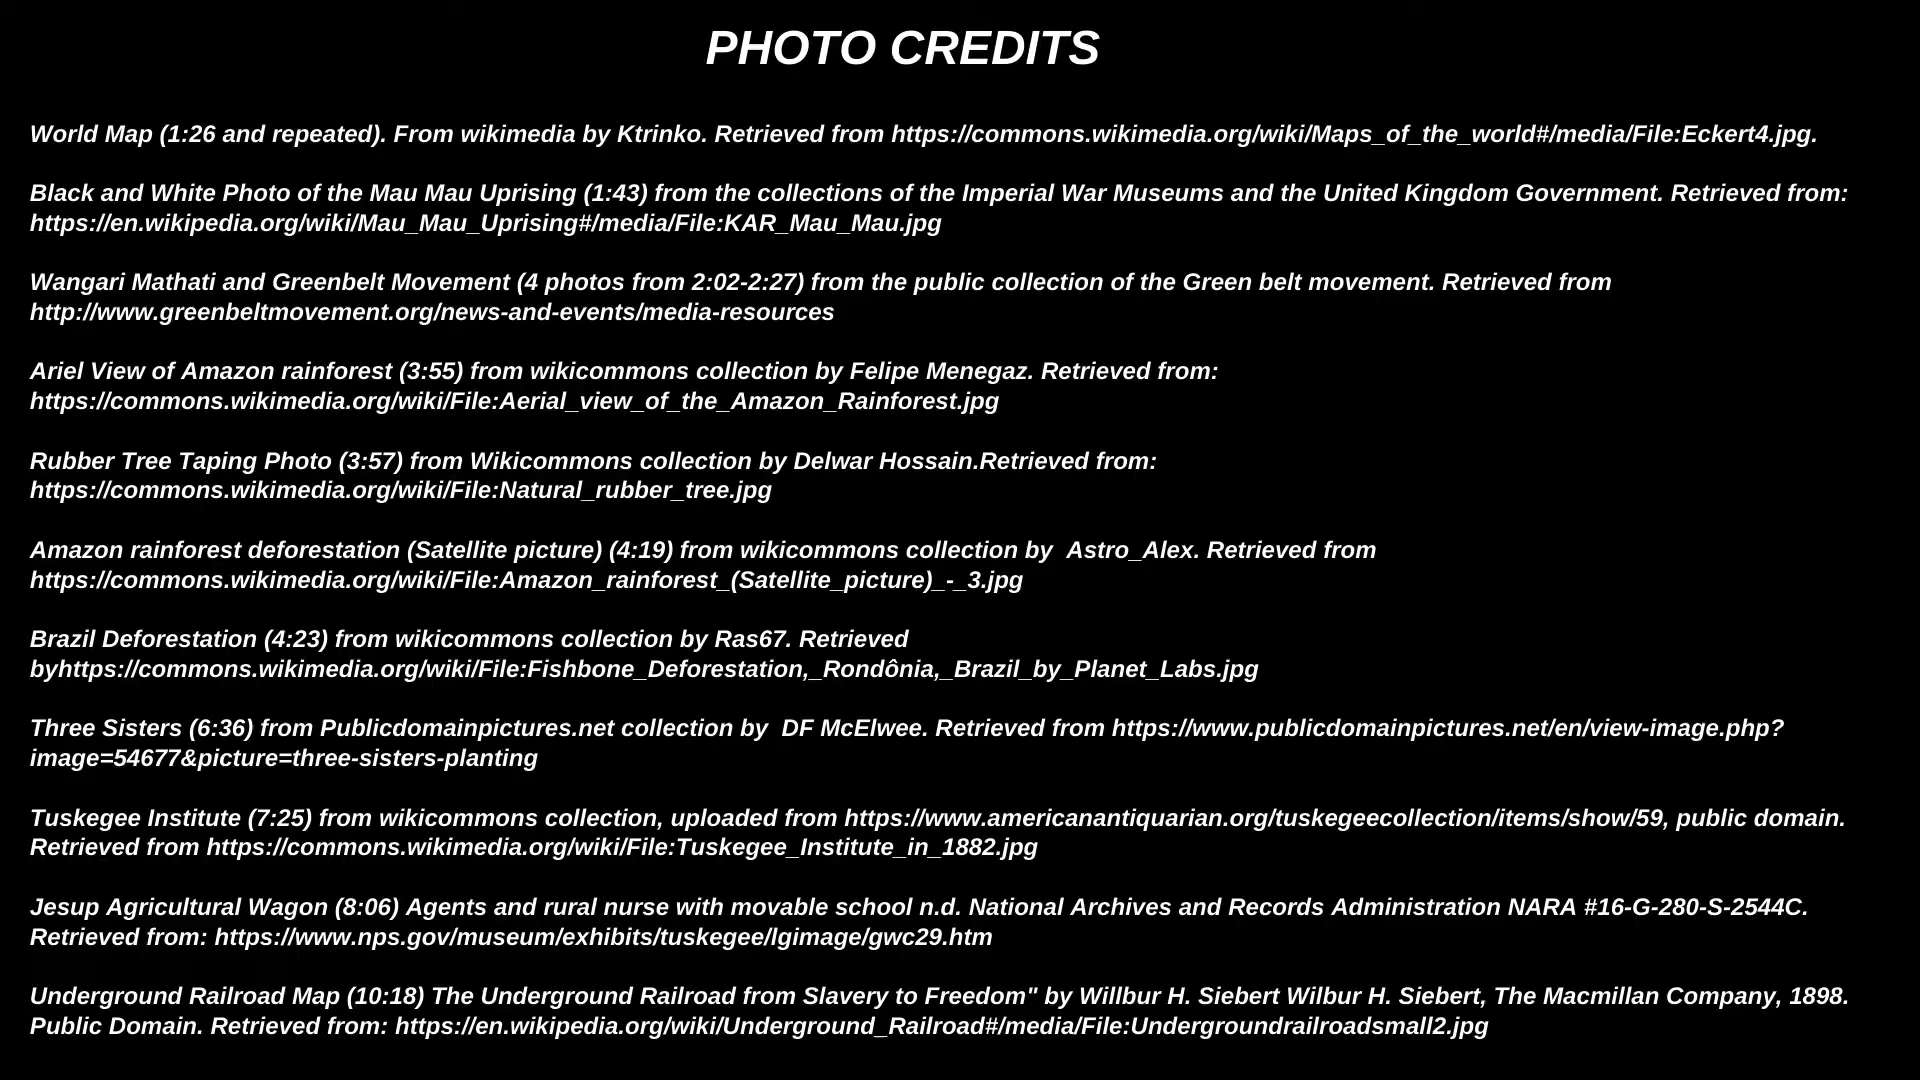 PHOTO CREDITS
World Map (1:26 and repeated). From wikimedia by Ktrinko. Retrieved from https://commons.wikimedia.org/wiki/Maps_of_the_world#/media/File:Eckert4.jpg.
Black and White Photo of the Mau Mau Uprising (1:43) from the collections of the Imperial War Museums and the United Kingdom Government. Retrieved from:
https://en.wikipedia.org/wiki/Mau_Mau_Uprising#/media/File:KAR_Mau_Mau.jpg
Wangari Mathati and Greenbelt Movement (4 photos from 2:02-2:27) from the public collection of the Green belt movement. Retrieved from
http://www.greenbeltmovement.org/news-and-events/media-resources
Ariel View of Amazon rainforest (3:55) from wikicommons collection by Felipe Menegaz. Retrieved from:
https://commons.wikimedia.org/wiki/File:Aerial_view_of_the_Amazon_Rainforest.jpg
Rubber Tree Taping Photo (3:57) from Wikicommons collection by Delwar Hossain.Retrieved from:
https://commons.wikimedia.org/wiki/File:Natural_rubber_tree.jpg
Amazon rainforest deforestation (Satellite picture) (4:19) from wikicommons collection by  Astro_Alex. Retrieved from
https://commons.wikimedia.org/wiki/File:Amazon_rainforest_(Satellite_picture)_-_3.jpg
Brazil Deforestation (4:23) from wikicommons collection by Ras67. Retrieved
byhttps://commons.wikimedia.org/wiki/File:Fishbone_Deforestation,_Rondônia,_Brazil_by_Planet_Labs.jpg
Three Sisters (6:36) from Publicdomainpictures.net collection by  DF McElwee. Retrieved from https://www.publicdomainpictures.net/en/view-image.php?
image=54677&picture=three-sisters-planting
Tuskegee Institute (7:25) from wikicommons collection, uploaded from https://www.americanantiquarian.org/tuskegeecollection/items/show/59, public domain.
Retrieved from https://commons.wikimedia.org/wiki/File:Tuskegee_Institute_in_1882.jpg
Jesup Agricultural Wagon (8:06) Agents and rural nurse with movable school n.d. National Archives and Records Administration NARA #16-G-280-S-2544C.
Retrieved from: https://www.nps.gov/museum/exhibits/tuskegee/lgimage/gwc29.htm
Underground Railroad Map (10:18) The Underground Railroad from Slavery to Freedom" by Willbur H. Siebert Wilbur H. Siebert, The Macmillan Company, 1898.
Public Domain. Retrieved from: https://en.wikipedia.org/wiki/Underground_Railroad#/media/File:Undergroundrailroadsmall2.jpg